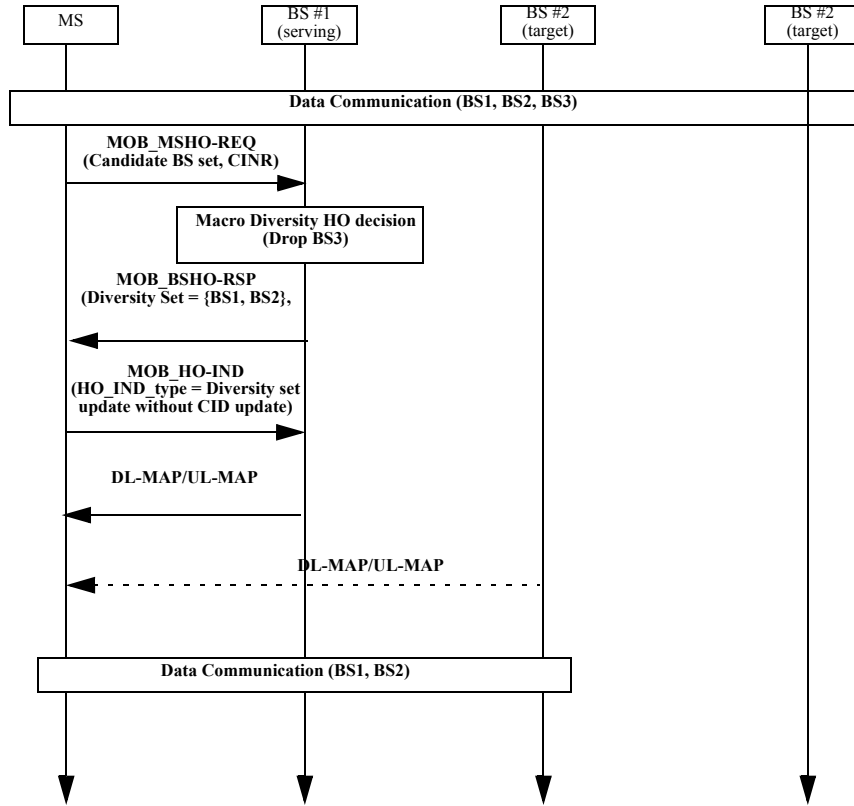 MS
BS #1
(serving)
BS #2
(target)
BS #2
(target)
Data Communication (BS1, BS2, BS3)
MOB_MSHO-REQ
(Candidate BS set, CINR)
Macro Diversity HO decision
(Drop BS3)
MOB_BSHO-RSP
(Diversity Set = {BS1, BS2},
MOB_HO-IND
(HO_IND_type = Diversity set
update without CID update)
DL-MAP/UL-MAP
DL-MAP/UL-MAP
Data Communication (BS1, BS2)